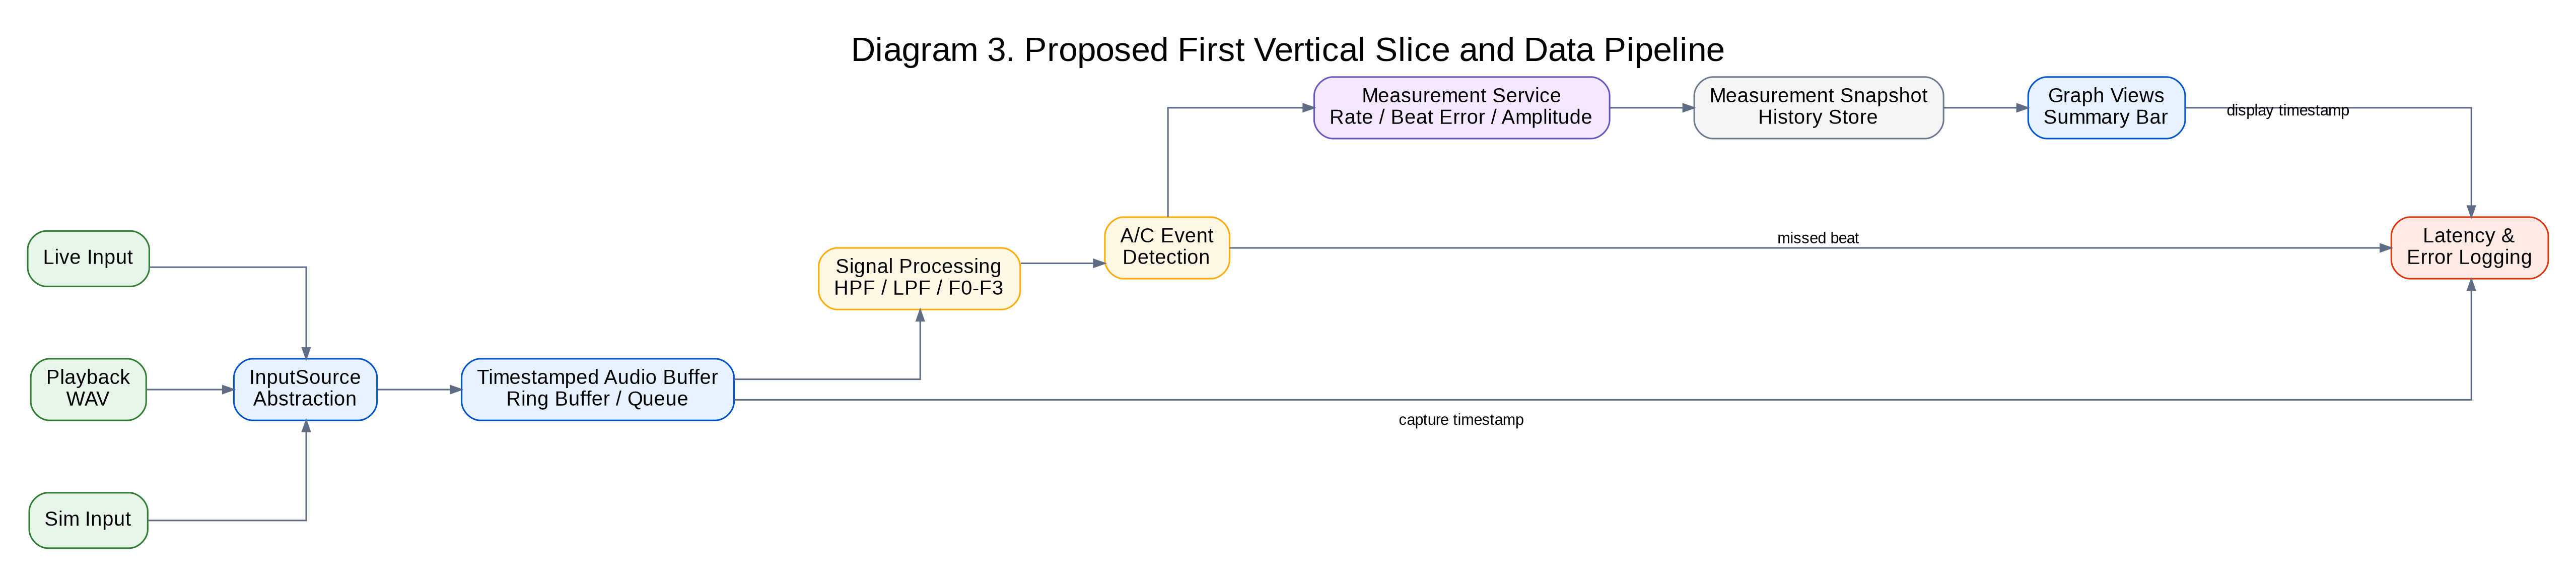 Diagram 3. Proposed First Vertical Slice and Data Pipeline
Measurement Service
Rate / Beat Error / Amplitude
Measurement Snapshot
History Store
Graph Views
Summary Bar
display timestamp
Live Input
Signal Processing
HPF / LPF / F0-F3
A/C Event
Detection
missed beat
Latency &
Error Logging
Playback
WAV
InputSource
Abstraction
Timestamped Audio Buffer
Ring Buffer / Queue
capture timestamp
Sim Input